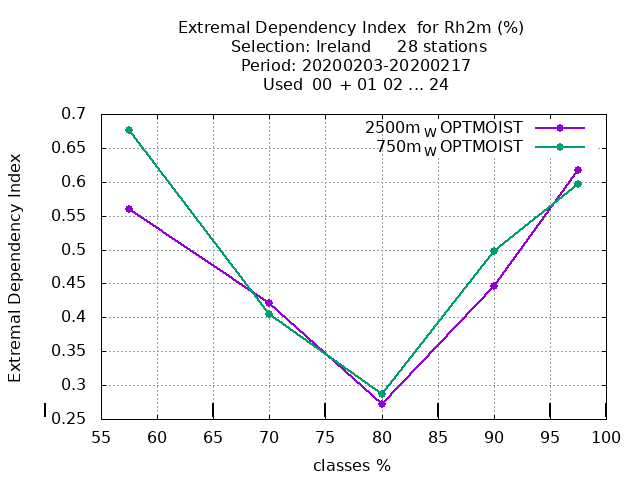 Extremal Dependency Index  for Rh2m (%)
Selection: Ireland     28 stations
Period: 20200203-20200217
Used  00  + 01 02 ... 24
0.7
2500m W OPTMOIST
750m W OPTMOIST
0.65
0.6
0.55
0.5
0.45
0.4
0.35
0.3
0.25
Extremal Dependency Index
55 60 65 70 75 80 85 90 95 100
classes %